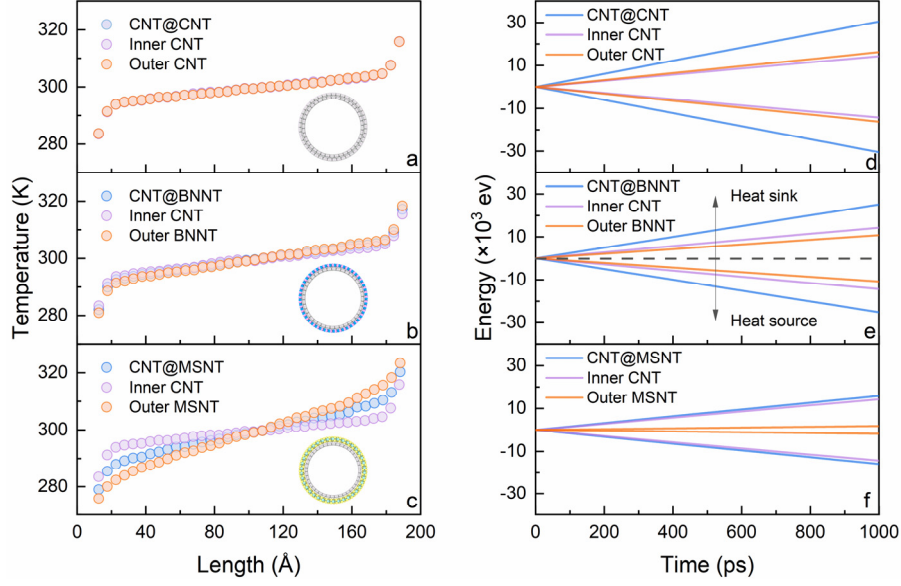 CNT@CNT
Inner CNT
Outer CNT
320
300
280
a
CNT@BNNT
Inner CNT
Outer BNNT
320
300
280
b
CNT@MSNT
Inner CNT
Outer MSNT
320
300
280
c
0 40 80 120 160 200
Length (Å)
Temperature (K)
CNT@CNT
Inner CNT
Outer CNT
30
10
-10
-30
d
CNT@BNNT
Inner CNT
Outer BNNT
Heat sink
Heat source
30
10
-10
-30
e
CNT@MSNT
Inner CNT
Outer MSNT
30
10
-10
-30
f
0 200 400 600 800 1000
Time (ps)
Energy (×10³ ev)